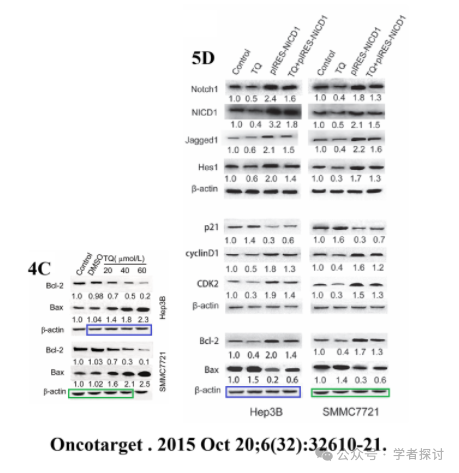 5D
Control
TQ
pIRES-NICD1
TQ+pIRES-NICD1
Control
TQ
pIRES-NICD1
TQ+pIRES-NICD1
Notch1
1.0 0.5 2.4 1.6 1.0 0.4 1.8 1.3
NICD1
1.0 0.4 3.2 1.8 1.0 0.5 2.1 1.5
Jagged1
1.0 0.6 2.1 1.5 1.0 0.4 2.2 1.6
Hes1
1.0 0.6 2.0 1.4 1.0 0.3 1.7 1.3
β-actin
p21
1.0 1.4 0.3 0.6 1.0 1.6 0.3 0.7
cyclinD1
1.0 0.5 1.8 1.3 1.0 0.4 1.6 1.2
CDK2
1.0 0.3 1.9 1.4 1.0 0.3 1.5 1.3
β-actin
Bcl-2
1.0 0.4 2.0 1.4 1.0 0.4 1.7 1.3
Bax
1.0 1.5 0.2 0.6 1.0 1.4 0.3 0.6
β-actin
Hep3B SMMC7721
4C
Control
DMSO
TQ( μmol/L)
20 40 60
Bcl-2
1.0 0.98 0.7 0.5 0.2
Bax
1.0 1.04 1.4 1.8 2.3
β-actin
Hep3B
Bcl-2
1.0 1.03 0.7 0.3 0.1
Bax
1.0 1.02 1.6 2.1 2.5
β-actin
SMMC7721
Oncotarget . 2015 Oct 20;6(32):32610-21.
公众号 · 学者探讨